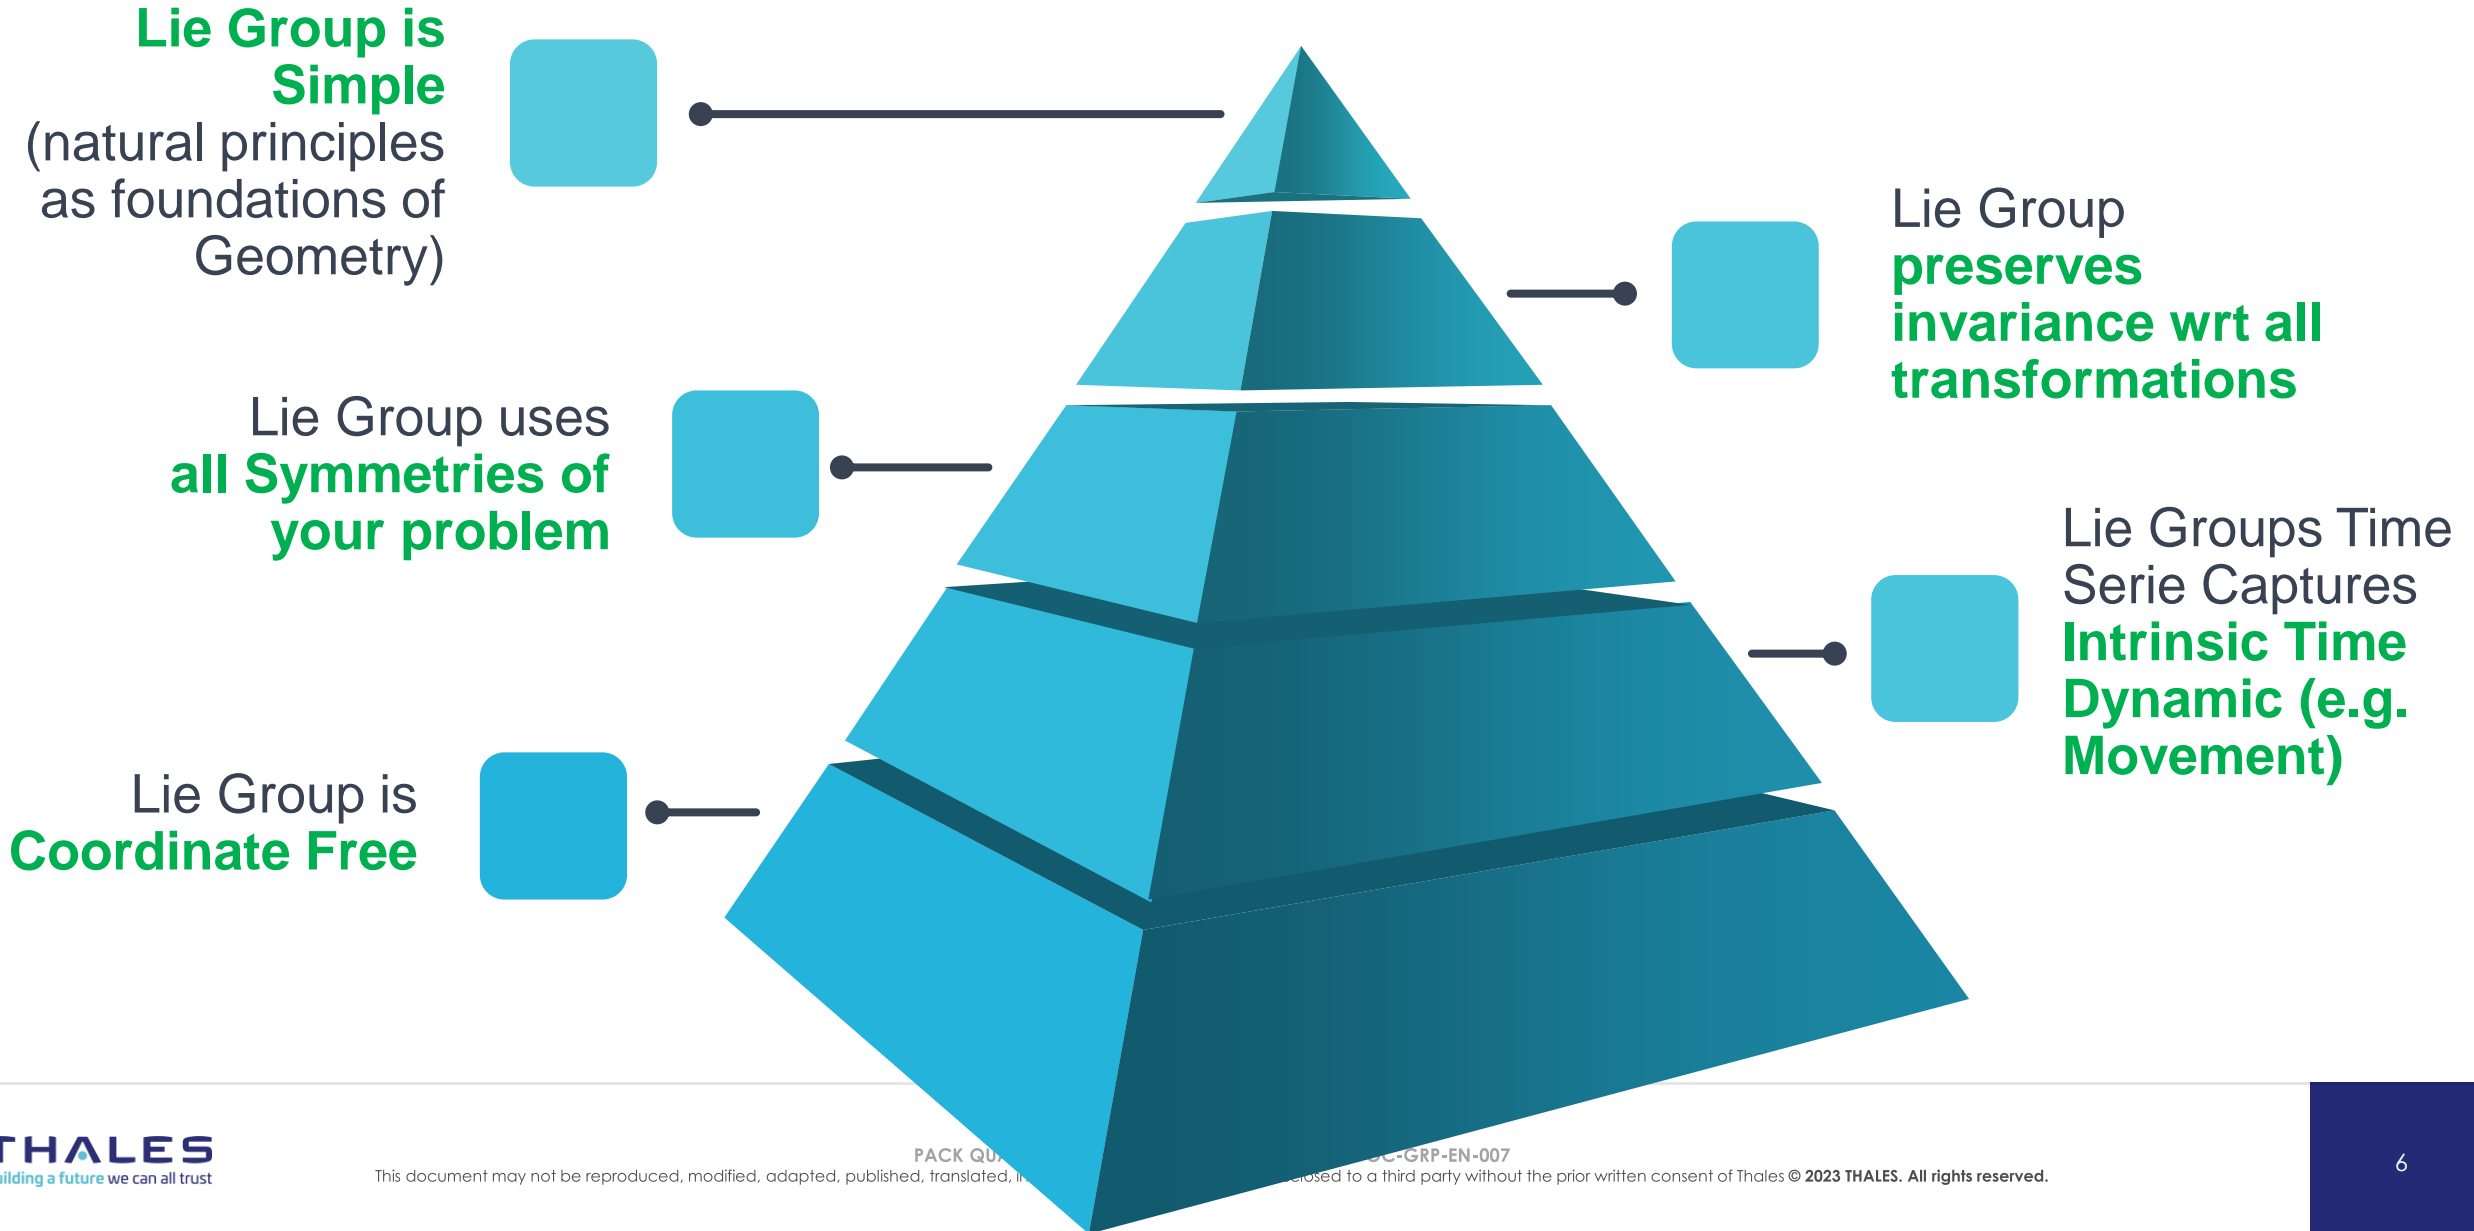 Lie Group is
Simple
(natural principles
as foundations of
Geometry)
Lie Group
preserves
invariance wrt all
transformations
Lie Group uses
all Symmetries of
your problem
Lie Groups Time
Serie Captures
Intrinsic Time
Dynamic (e.g.
Movement)
Lie Group is
Coordinate Free
THALES
uilding a future we can all trust
PACK -GRP-EN-007
This document may not be reproduced, modified, adapted, published, translated, to a third party without the prior written consent of Thales © 2023 THALES. All rights reserved.
6